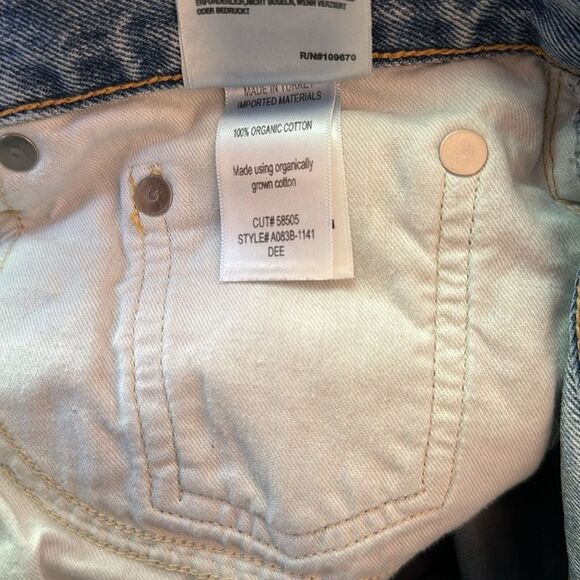 ERFORDERLICH,NICHT BÜGELN, WENN VERZIERT
ODER BEDRUCKT
R/N#109670
MADE IN TURKEY
IMPORTED MATERIALS
100% ORGANIC COTTON
Made using organically
grown cotton
CUT# 58505
STYLE# A083B-1141
DEE